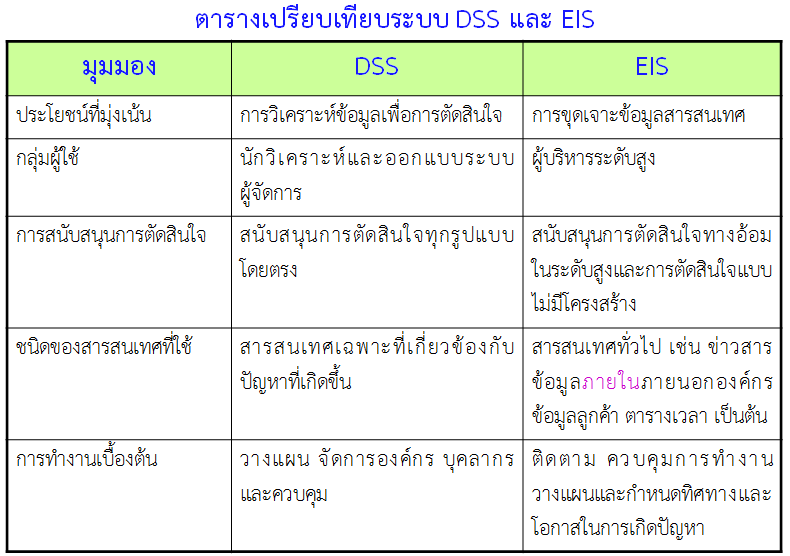 ตารางเปรียบเทียบระบบ DSS และ EIS
มุมมอง DSS EIS
ประโยชน์ที่มุ่งเน้น การวิเคราะห์ข้อมูลเพื่อการตัดสินใจ การขุดเจาะข้อมูลสารสนเทศ
กลุ่มผู้ใช้ นักวิเคราะห์และออกแบบระบบ ผู้บริหารระดับสูง
ผู้จัดการ
การสนับสนุนการตัดสินใจ สนับสนุนการตัดสินใจทุกรูปแบบ สนับสนุนการตัดสินใจทางอ้อม
โดยตรง ในระดับสูงและการตัดสินใจแบบ
ไม่มีโครงสร้าง
ชนิดของสารสนเทศที่ใช้ สารสนเทศเฉพาะที่เกี่ยวข้องกับ สารสนเทศทั่วไป เช่น ข่าวสาร
ปัญหาที่เกิดขึ้น ข้อมูลภายในภายนอกองค์กร
ข้อมูลลูกค้า ตารางเวลา เป็นต้น
การทำงานเบื้องต้น วางแผน จัดการองค์กร บุคลากร ติดตาม ควบคุมการทำงาน
และควบคุม วางแผนและกำหนดทิศทางและ
โอกาสในการเกิดปัญหา